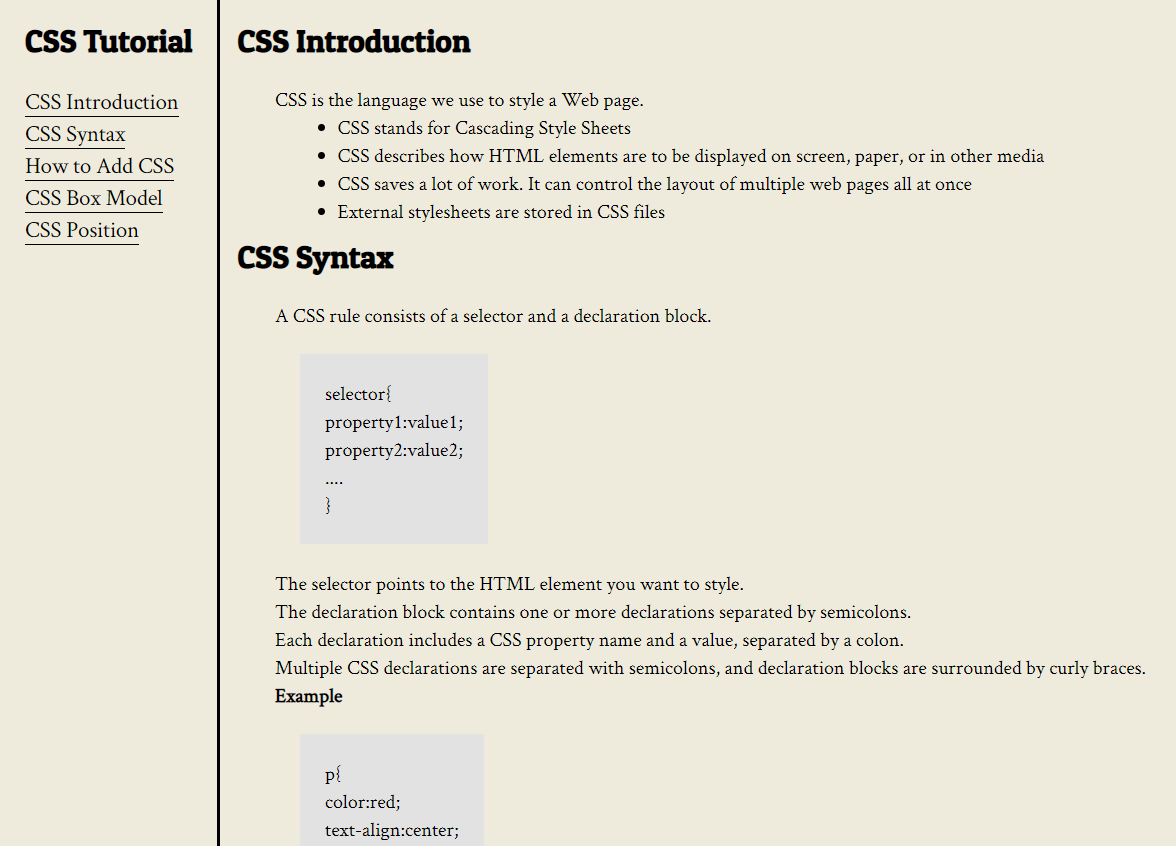 CSS Tutorial
CSS Introduction
CSS Syntax
How to Add CSS
CSS Box Model
CSS Position
CSS Introduction
CSS is the language we use to style a Web page.
• CSS stands for Cascading Style Sheets
• CSS describes how HTML elements are to be displayed on screen, paper, or in other media
• CSS saves a lot of work. It can control the layout of multiple web pages all at once
• External stylesheets are stored in CSS files
CSS Syntax
A CSS rule consists of a selector and a declaration block.
selector{
property1:value1;
property2:value2;
....
}
The selector points to the HTML element you want to style.
The declaration block contains one or more declarations separated by semicolons.
Each declaration includes a CSS property name and a value, separated by a colon.
Multiple CSS declarations are separated with semicolons, and declaration blocks are surrounded by curly braces.
Example
p{
color:red;
text-align:center;